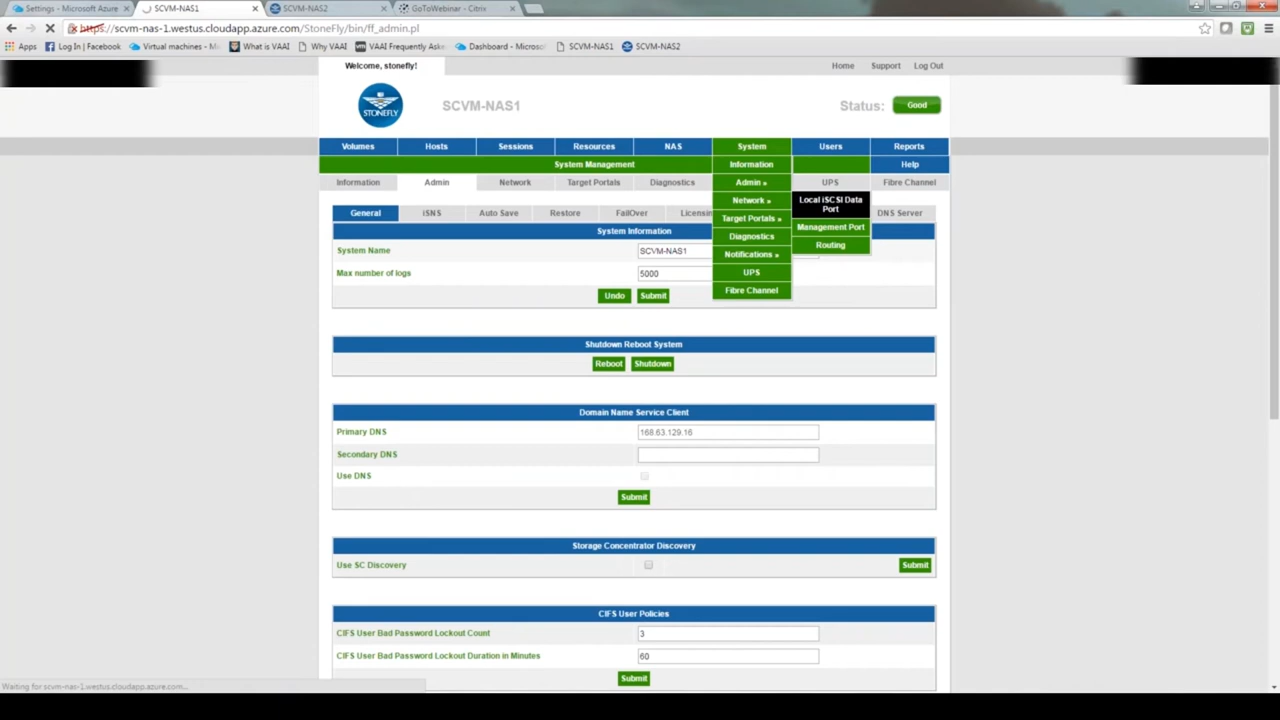 Settings - Microsoft Azure
SCVM-NAS1
SCVM-NAS2
GoToWebinar - Citrix
https://scvm-nas-1.westus.cloudapp.azure.com/StoneFly/bin/ff_admin.pl
Apps
Log In | Facebook
Virtual machines - Mi
What is VAAI
Why VAAI
VAAI Frequently Aske
Dashboard - Microsof
SCVM-NAS1
SCVM-NAS2
Welcome, stonefly!
Home
Support
Log Out
STONEFLY
SCVM-NAS1
Status:
Good
Volumes
Hosts
Sessions
Resources
NAS
System
Users
Reports
System Management
Information
Help
Information
Admin
Network
Target Portals
Diagnostics
Admin »
UPS
Fibre Channel
Network »
Local iSCSI Data
Port
General
iSNS
Auto Save
Restore
FailOver
Licensin
Target Portals »
DNS Server
Management Port
System Information
Diagnostics
Routing
System Name
SCVM-NAS1
Notifications »
Max number of logs
5000
UPS
Fibre Channel
Undo
Submit
Shutdown Reboot System
Reboot
Shutdown
Domain Name Service Client
Primary DNS
168.63.129.16
Secondary DNS
Use DNS
Submit
Storage Concentrator Discovery
Use SC Discovery
Submit
CIFS User Policies
CIFS User Bad Password Lockout Count
3
CIFS User Bad Password Lockout Duration in Minutes
60
Submit
Waiting for scvm-nas-1.westus.cloudapp.azure.com...